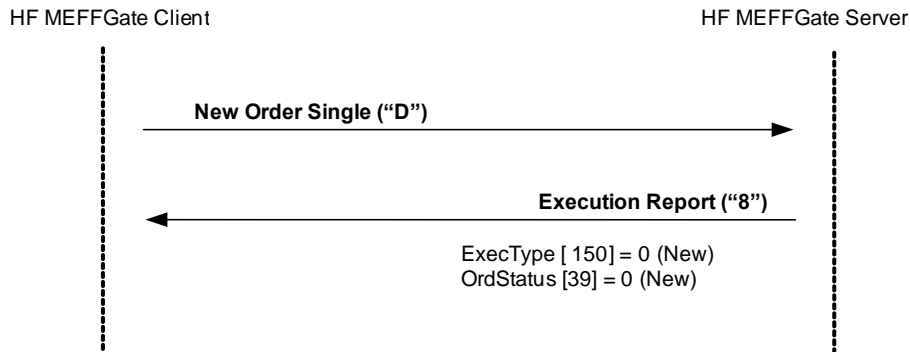 HF MEFFGate Client
HF MEFFGate Server
New Order Single (“D”)
Execution Report (“8”)
ExecType [ 150] = 0 (New)
OrdStatus [39] = 0 (New)